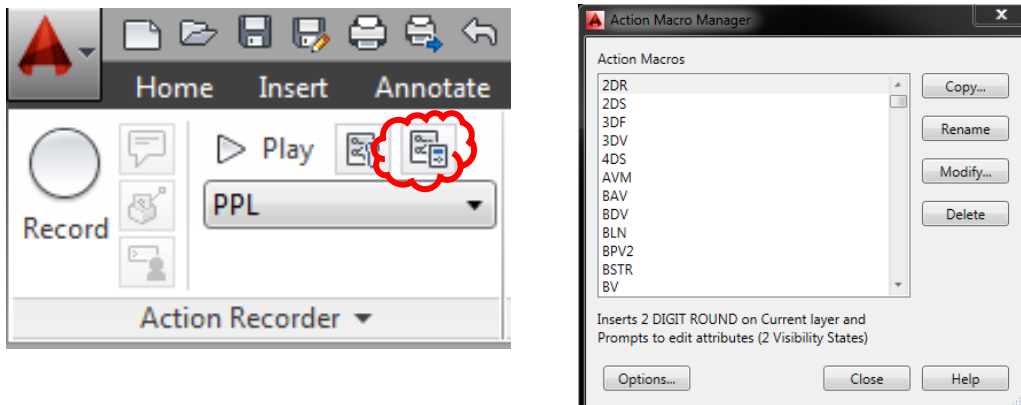 Home Insert Annotate
Play
PPL
Record
Action Recorder
Action Macro Manager
Action Macros
2DR
2DS
3DF
3DV
4DS
AVM
BAV
BDV
BLN
BPV2
BSTR
BV
Copy...
Rename
Modify...
Delete
Inserts 2 DIGIT ROUND on Current layer and
Prompts to edit attributes (2 Visibility States)
Options... Close Help